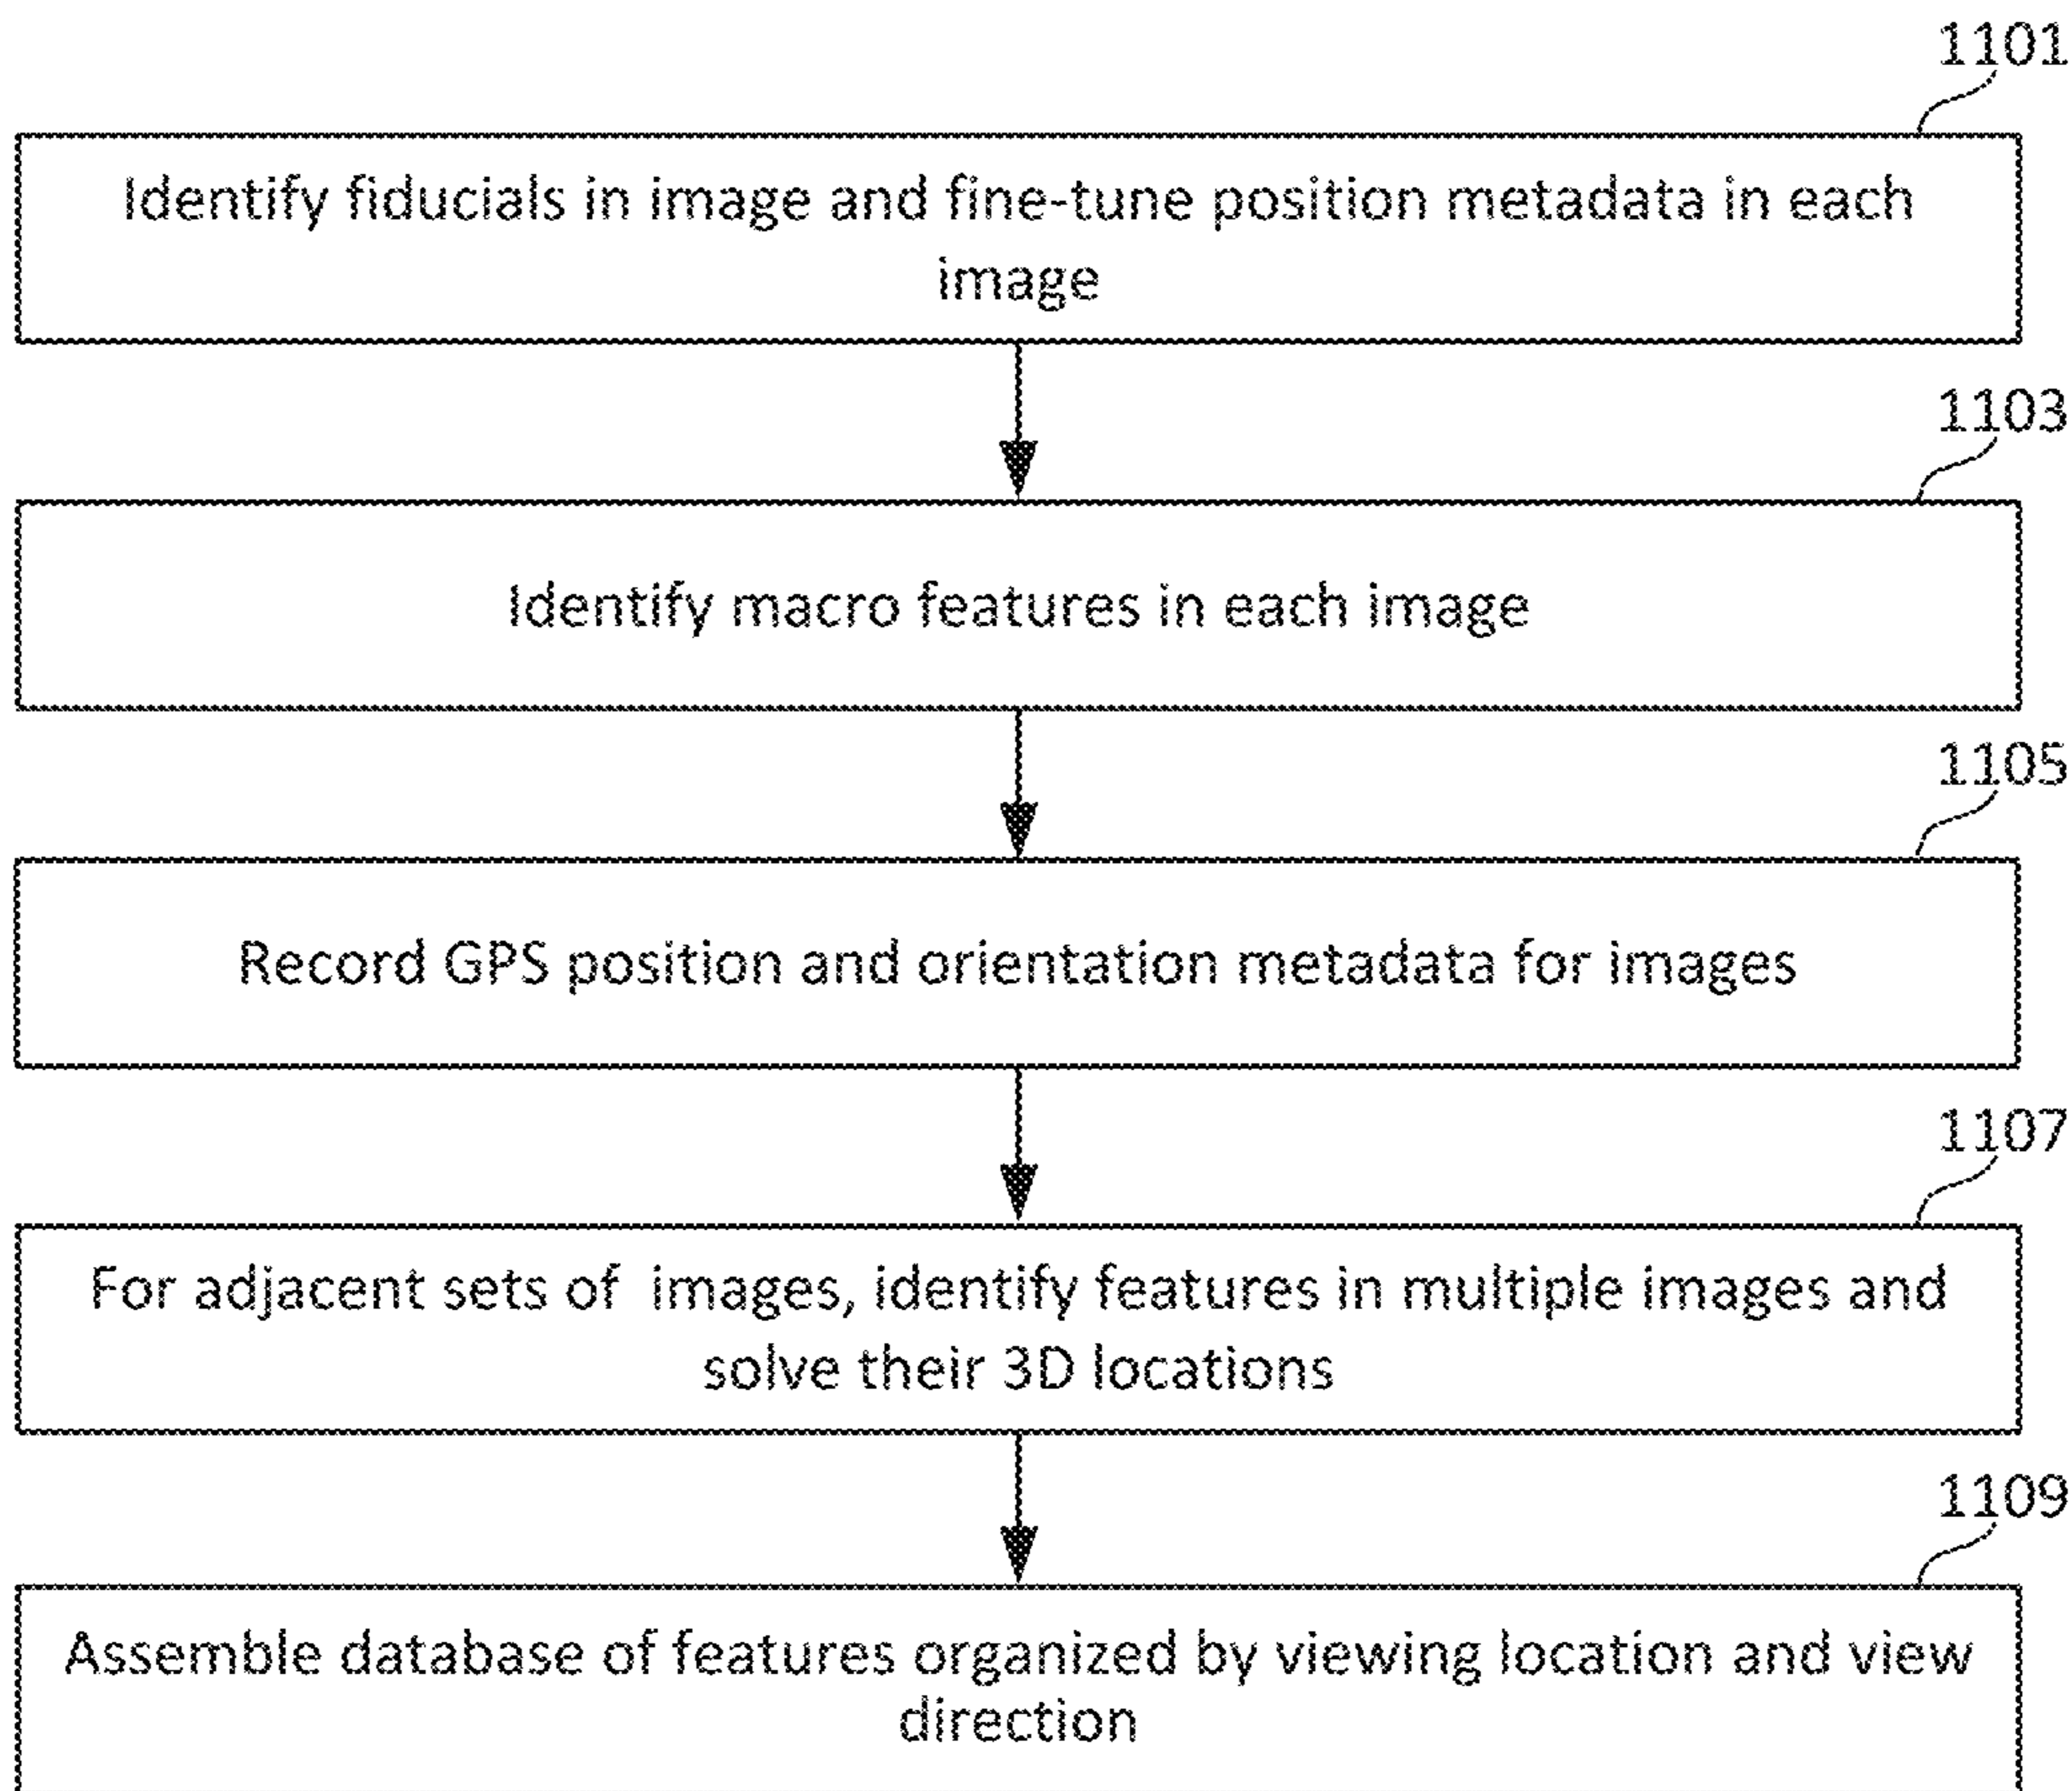 1101
Identify fiducials in image and fine-tune position metadata in each
image
1103
Identify macro features in each image
1105
Record GPS position and orientation metadata for images
1107
For adjacent sets of  images, identify features in multiple images and
solve their 3D locations
1109
Assemble database of features organized by viewing location and view
direction